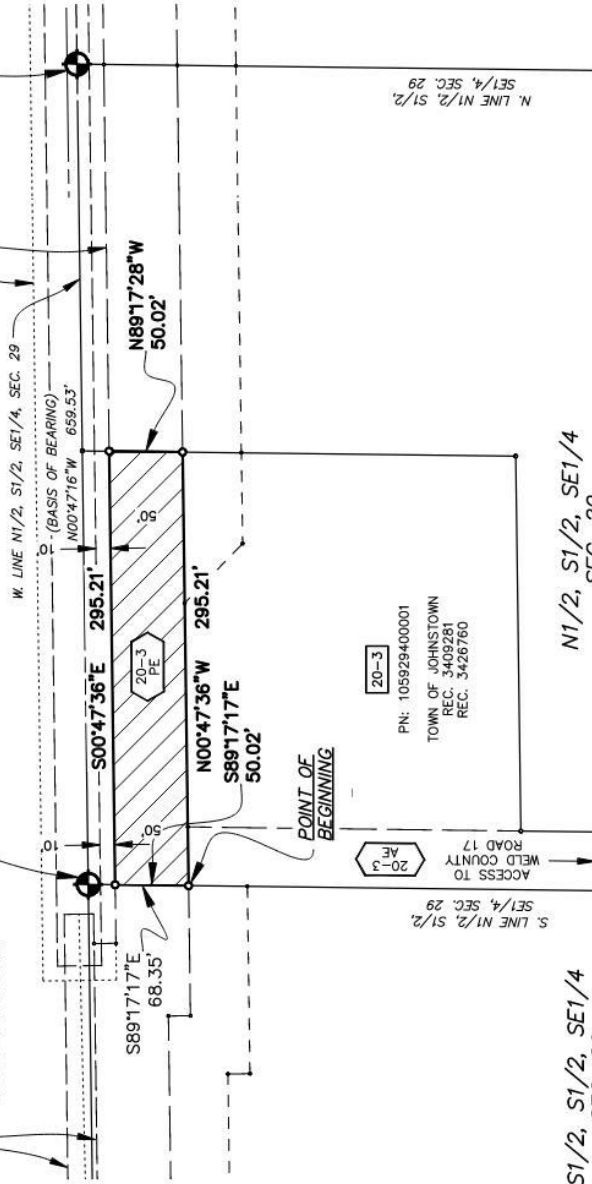 N. LINE N1/2, S1/2,
SE1/4, SEC. 29
W. LINE N1/2, S1/2, SE1/4, SEC. 29
(BASIS OF BEARING)
N00°47'16"W 659.53'
N89°17'28"W
50.02'
10'
50'
S00°47'36"E 295.21'
20-3
PE
N00°47'36"W 295.21'
S89°17'17"E
50.02'
10'
50'
POINT OF
BEGINNING
20-3
PN: 105929400001
TOWN OF JOHNSTOWN
REC. 3409281
REC. 3426760
N1/2, S1/2, SE1/4
20-3
AE
ACCESS TO
WELD COUNTY
ROAD 17
S. LINE N1/2, S1/2,
SE1/4, SEC. 29
S89°17'17"E
68.35'
S1/2, S1/2, SE1/4